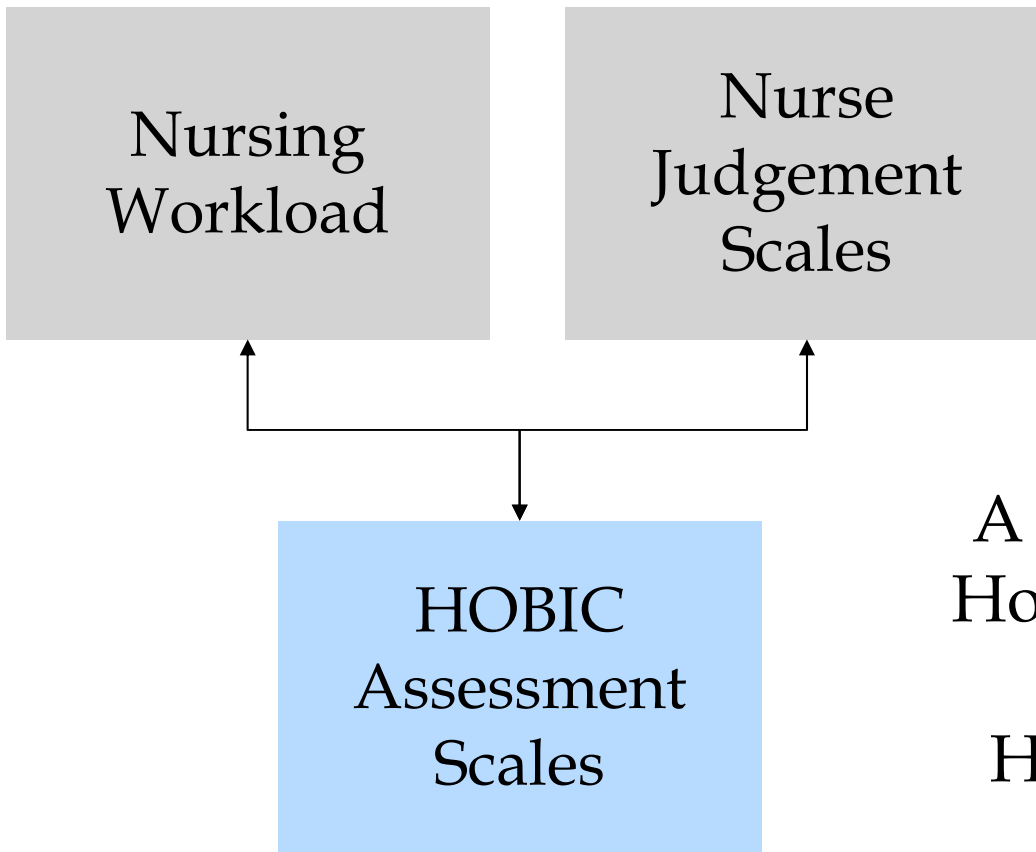 Nursing
Workload
Nurse
Judgement
Scales
A
HOBIC
Assessment
Scales